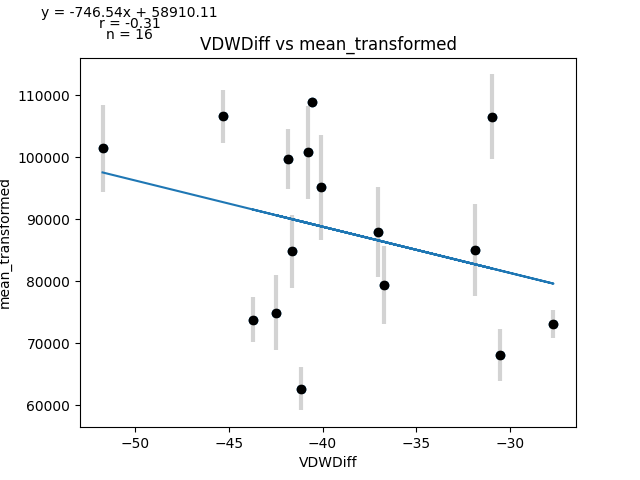 y = -746.54x + 58910.11
r = -0.31
n = 16
VDWDiff vs mean_transformed
mean_transformed
110000
100000
90000
80000
70000
60000
−50
−45
−40
−35
−30
VDWDiff